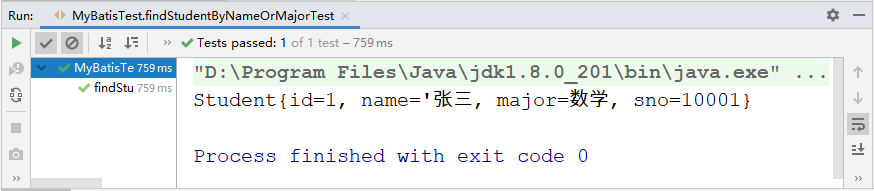 Run: MyBatisTest.findStudentByNameOrMajorTest ×
>> Tests passed: 1 of 1 test – 759 ms
MyBatisTe 759 ms
findStu 759 ms
"D:\Program Files\Java\jdk1.8.0_201\bin\java.exe" ...
Student{id=1, name='张三, major=数学, sno=10001}
Process finished with exit code 0